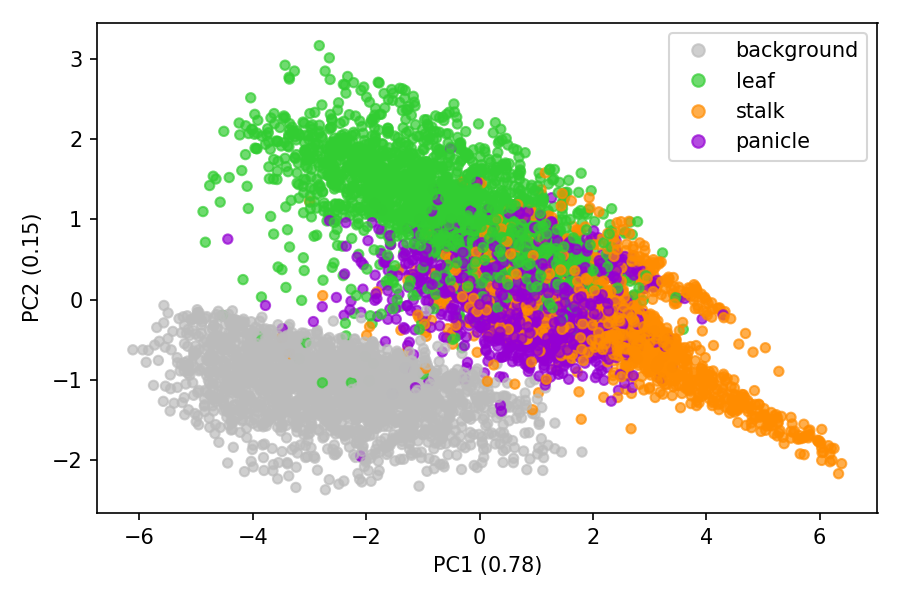 background
leaf
stalk
panicle
3
2
1
0
−1
−2
PC2 (0.15)
−6 −4 −2 0 2 4 6
PC1 (0.78)